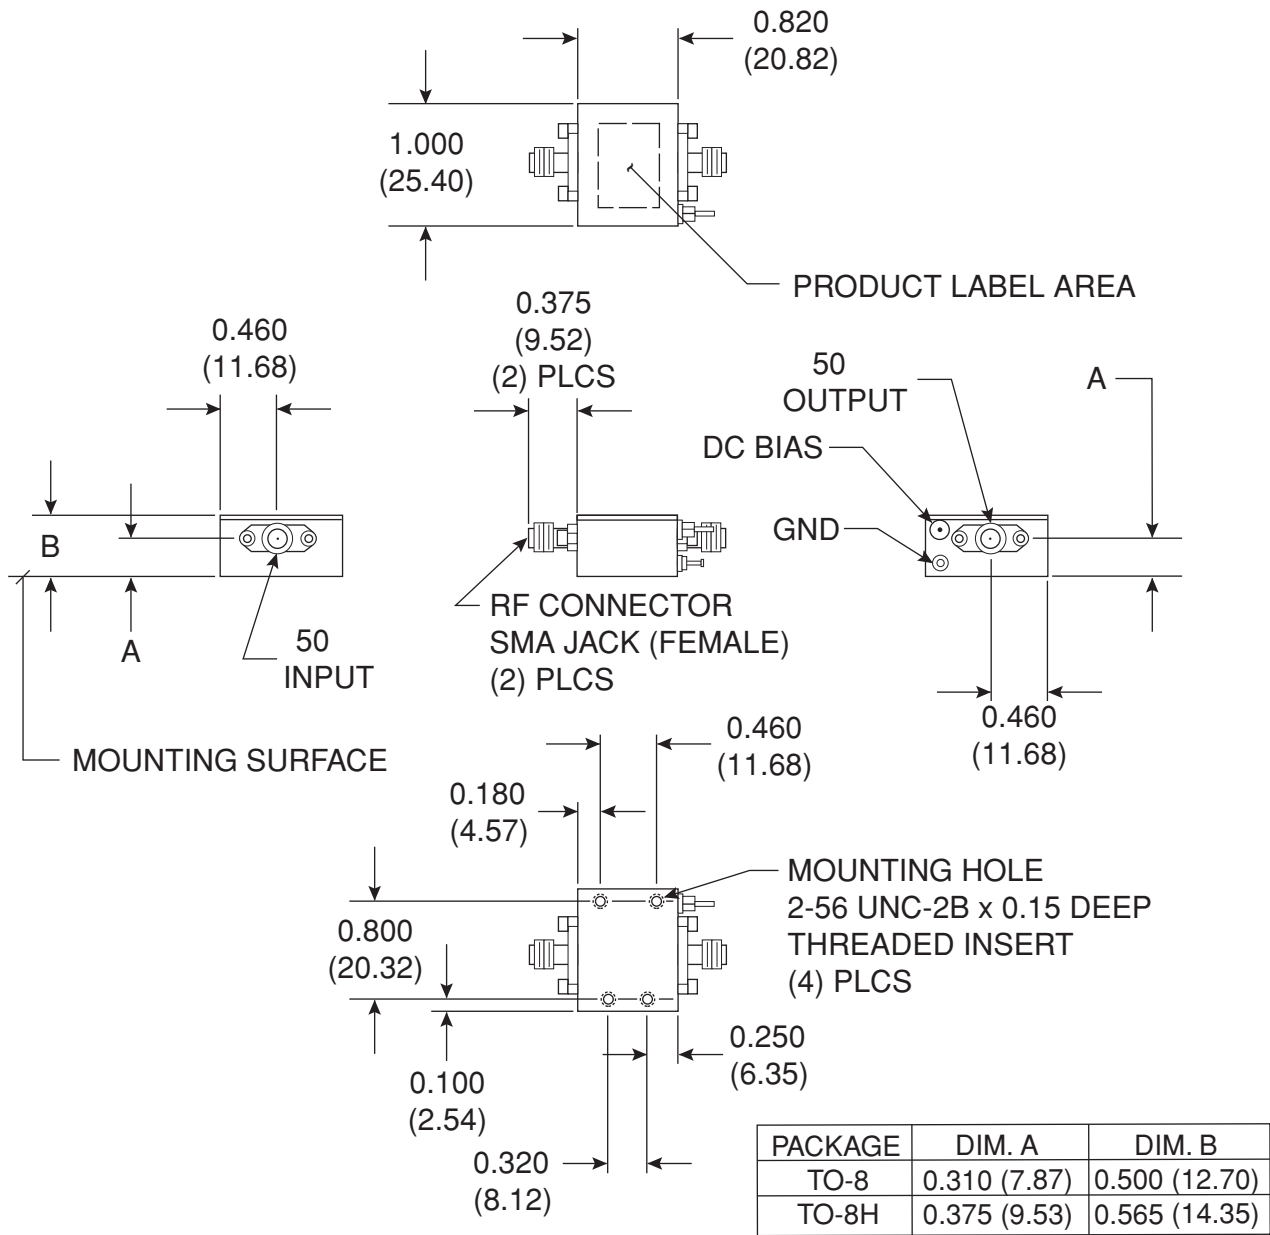 0.820
(20.82)
1.000
(25.40)
PRODUCT LABEL AREA
0.375
(9.52)
(2) PLCS
0.460
(11.68)
50
OUTPUT
A
DC BIAS
GND
B
A
50
INPUT
RF CONNECTOR
SMA JACK (FEMALE)
(2) PLCS
0.460
(11.68)
MOUNTING SURFACE
0.460
(11.68)
0.180
(4.57)
MOUNTING HOLE
2-56 UNC-2B x 0.15 DEEP
THREADED INSERT
(4) PLCS
0.800
(20.32)
0.250
(6.35)
0.100
(2.54)
0.320
(8.12)
PACKAGE DIM. A DIM. B
TO-8 0.310 (7.87) 0.500 (12.70)
TO-8H 0.375 (9.53) 0.565 (14.35)